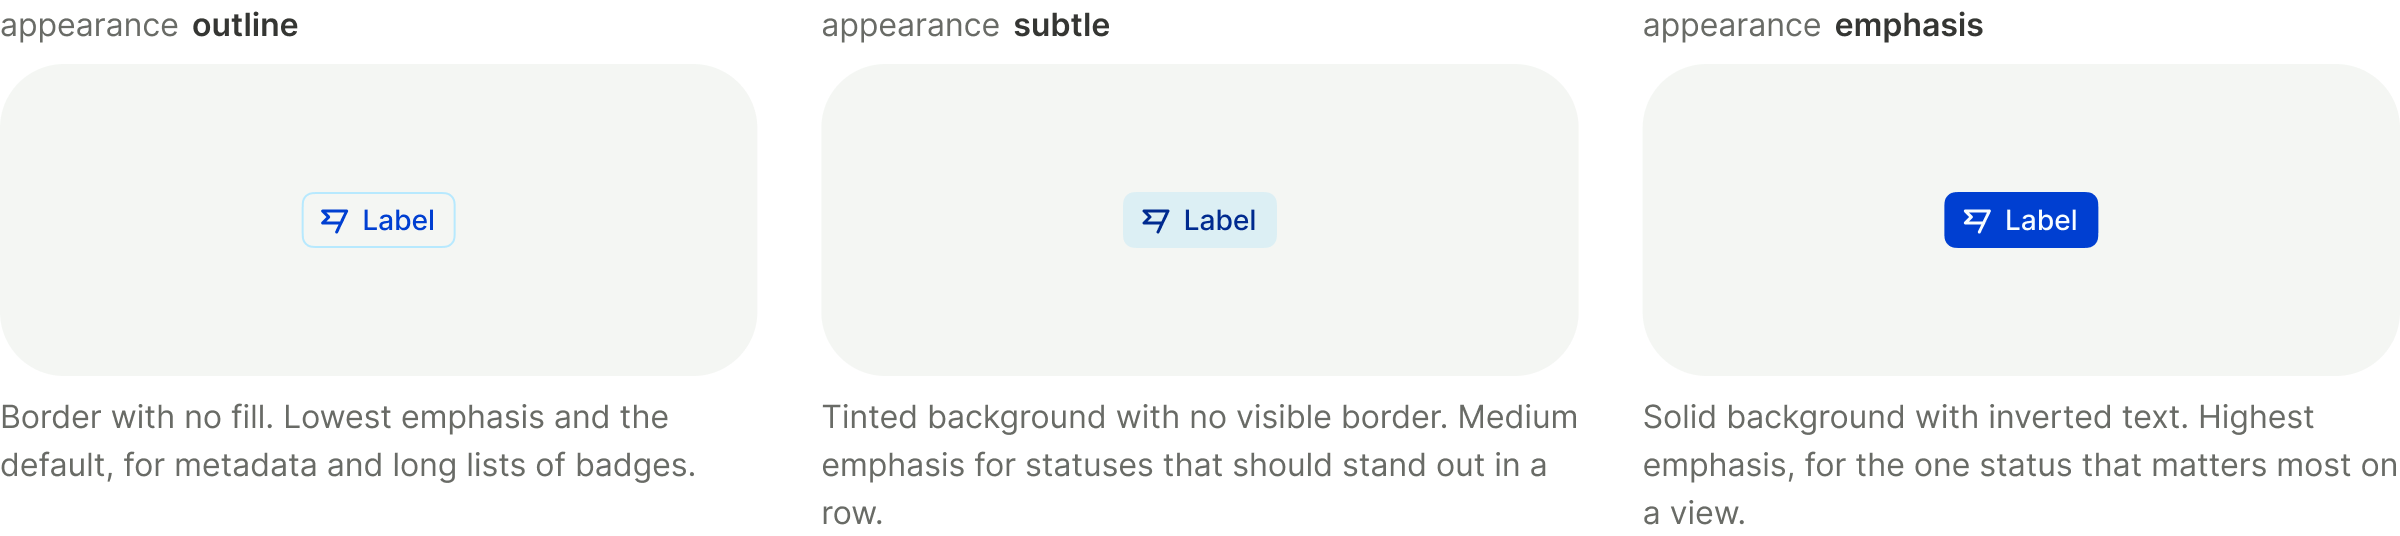 appearance outline
Label
Border with no fill. Lowest emphasis and the
default, for metadata and long lists of badges.
appearance subtle
Label
Tinted background with no visible border. Medium
emphasis for statuses that should stand out in a
row.
appearance emphasis
Label
Solid background with inverted text. Highest
emphasis, for the one status that matters most on
a view.